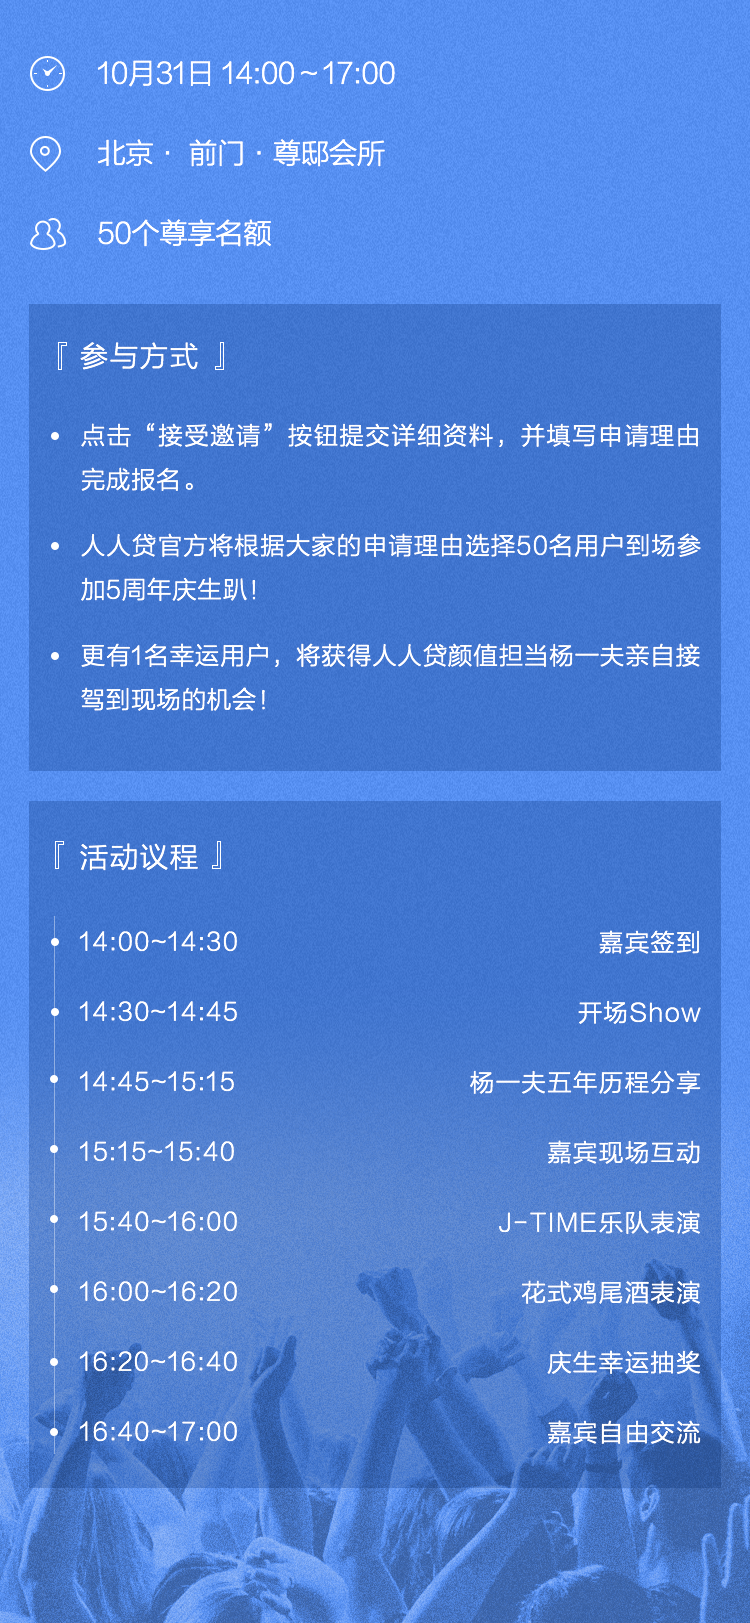 10月31日 14:00~17:00
北京 · 前门 · 尊邸会所
50个尊享名额
『 参与方式 』
• 点击“接受邀请”按钮提交详细资料，并填写申请理由
完成报名。
• 人人贷官方将根据大家的申请理由选择50名用户到场参
加5周年庆生趴！
• 更有1名幸运用户，将获得人人贷颜值担当杨一夫亲自接
驾到现场的机会！
『 活动议程 』
14:00~14:30 嘉宾签到
14:30~14:45 开场Show
14:45~15:15 杨一夫五年历程分享
15:15~15:40 嘉宾现场互动
15:40~16:00 J-TIME乐队表演
16:00~16:20 花式鸡尾酒表演
16:20~16:40 庆生幸运抽奖
16:40~17:00 嘉宾自由交流